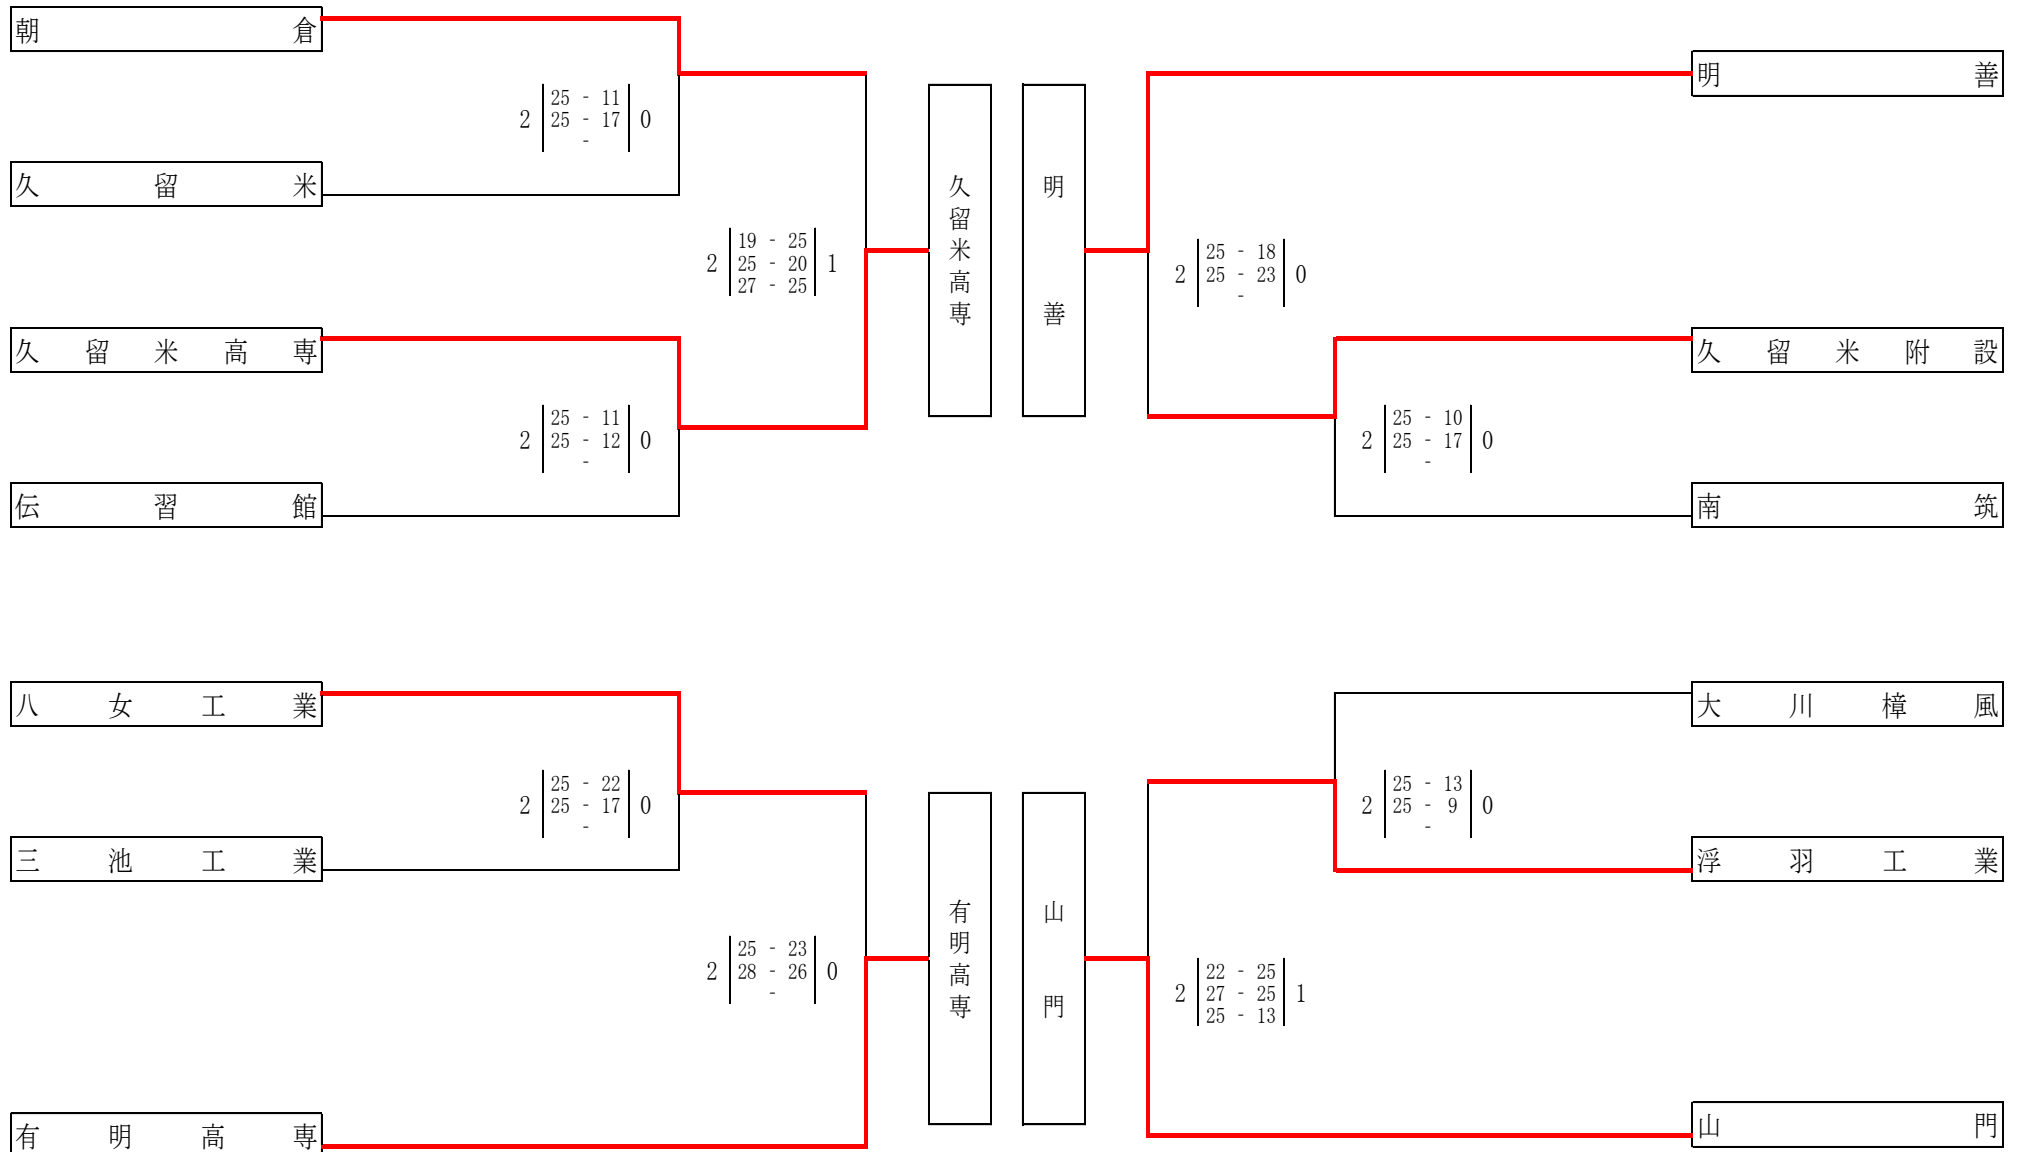 朝倉
2 25 - 11 0
25 - 17
-
久留米
2 19 - 25 1
25 - 20
27 - 25
久留米高専
2 25 - 11 0
25 - 12
-
伝習館
久留米高専
明善
明善
2 25 - 18 0
25 - 23
-
久留米附設
2 25 - 10 0
25 - 17
-
南筑
八女工業
2 25 - 22 0
25 - 17
-
三池工業
2 25 - 23 0
28 - 26
-
有明高専
有明高専
山門
大川樟風
2 25 - 13 0
25 - 9
-
浮羽工業
2 22 - 25 1
27 - 25
25 - 13
山門